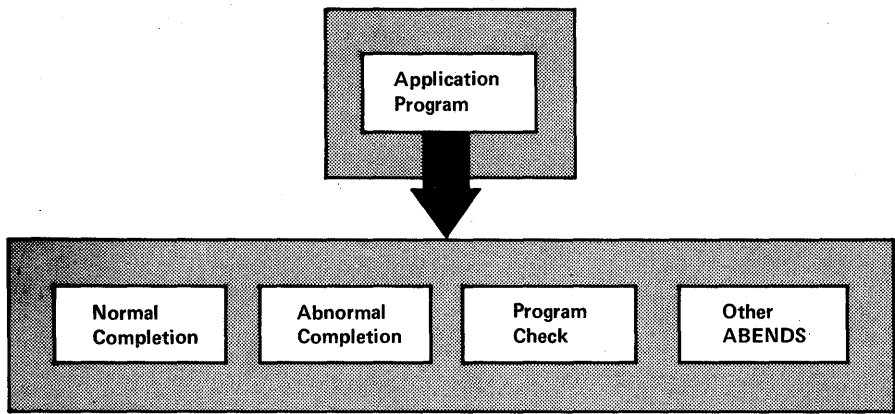 Application
Program
Normal
Completion
Abnormal
Completion
Program
Check
Other
ABENDS